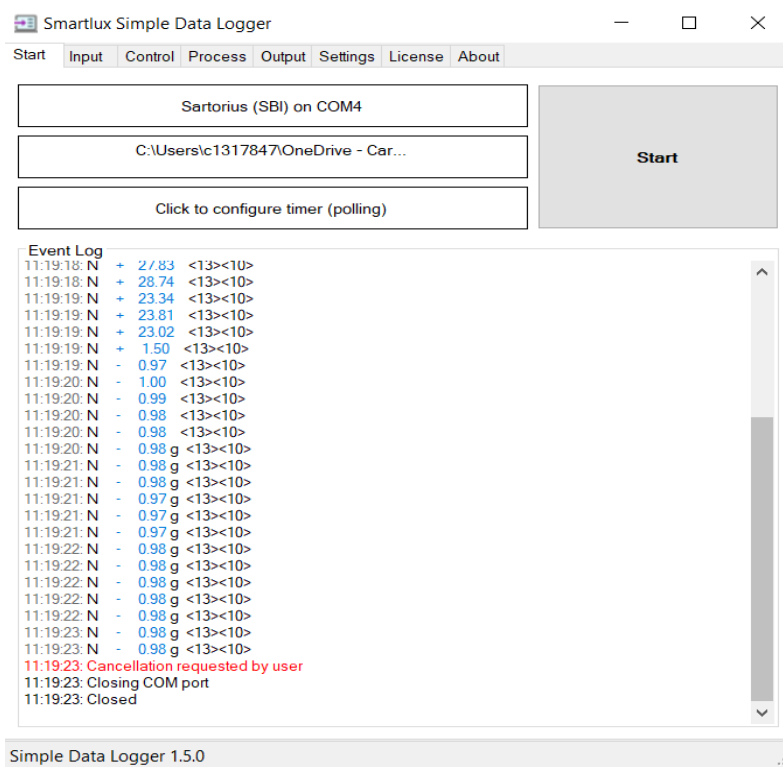 Smartlux Simple Data Logger
Start Input Control Process Output Settings License About
Sartorius (SBI) on COM4
C:\Users\c1317847\OneDrive - Car...
Start
Click to configure timer (polling)
Event Log
11:19:18: N + 27.83 <13><10>
11:19:18: N + 28.74 <13><10>
11:19:19: N + 23.34 <13><10>
11:19:19: N + 23.81 <13><10>
11:19:19: N + 23.02 <13><10>
11:19:19: N + 1.50 <13><10>
11:19:19: N - 0.97 <13><10>
11:19:20: N - 1.00 <13><10>
11:19:20: N - 0.99 <13><10>
11:19:20: N - 0.98 <13><10>
11:19:20: N - 0.98 <13><10>
11:19:20: N - 0.98 g <13><10>
11:19:21: N - 0.98 g <13><10>
11:19:21: N - 0.98 g <13><10>
11:19:21: N - 0.97 g <13><10>
11:19:21: N - 0.97 g <13><10>
11:19:21: N - 0.97 g <13><10>
11:19:22: N - 0.98 g <13><10>
11:19:22: N - 0.98 g <13><10>
11:19:22: N - 0.98 g <13><10>
11:19:22: N - 0.98 g <13><10>
11:19:22: N - 0.98 g <13><10>
11:19:23: N - 0.98 g <13><10>
11:19:23: N - 0.98 g <13><10>
11:19:23: Cancellation requested by user
11:19:23: Closing COM port
11:19:23: Closed
Simple Data Logger 1.5.0